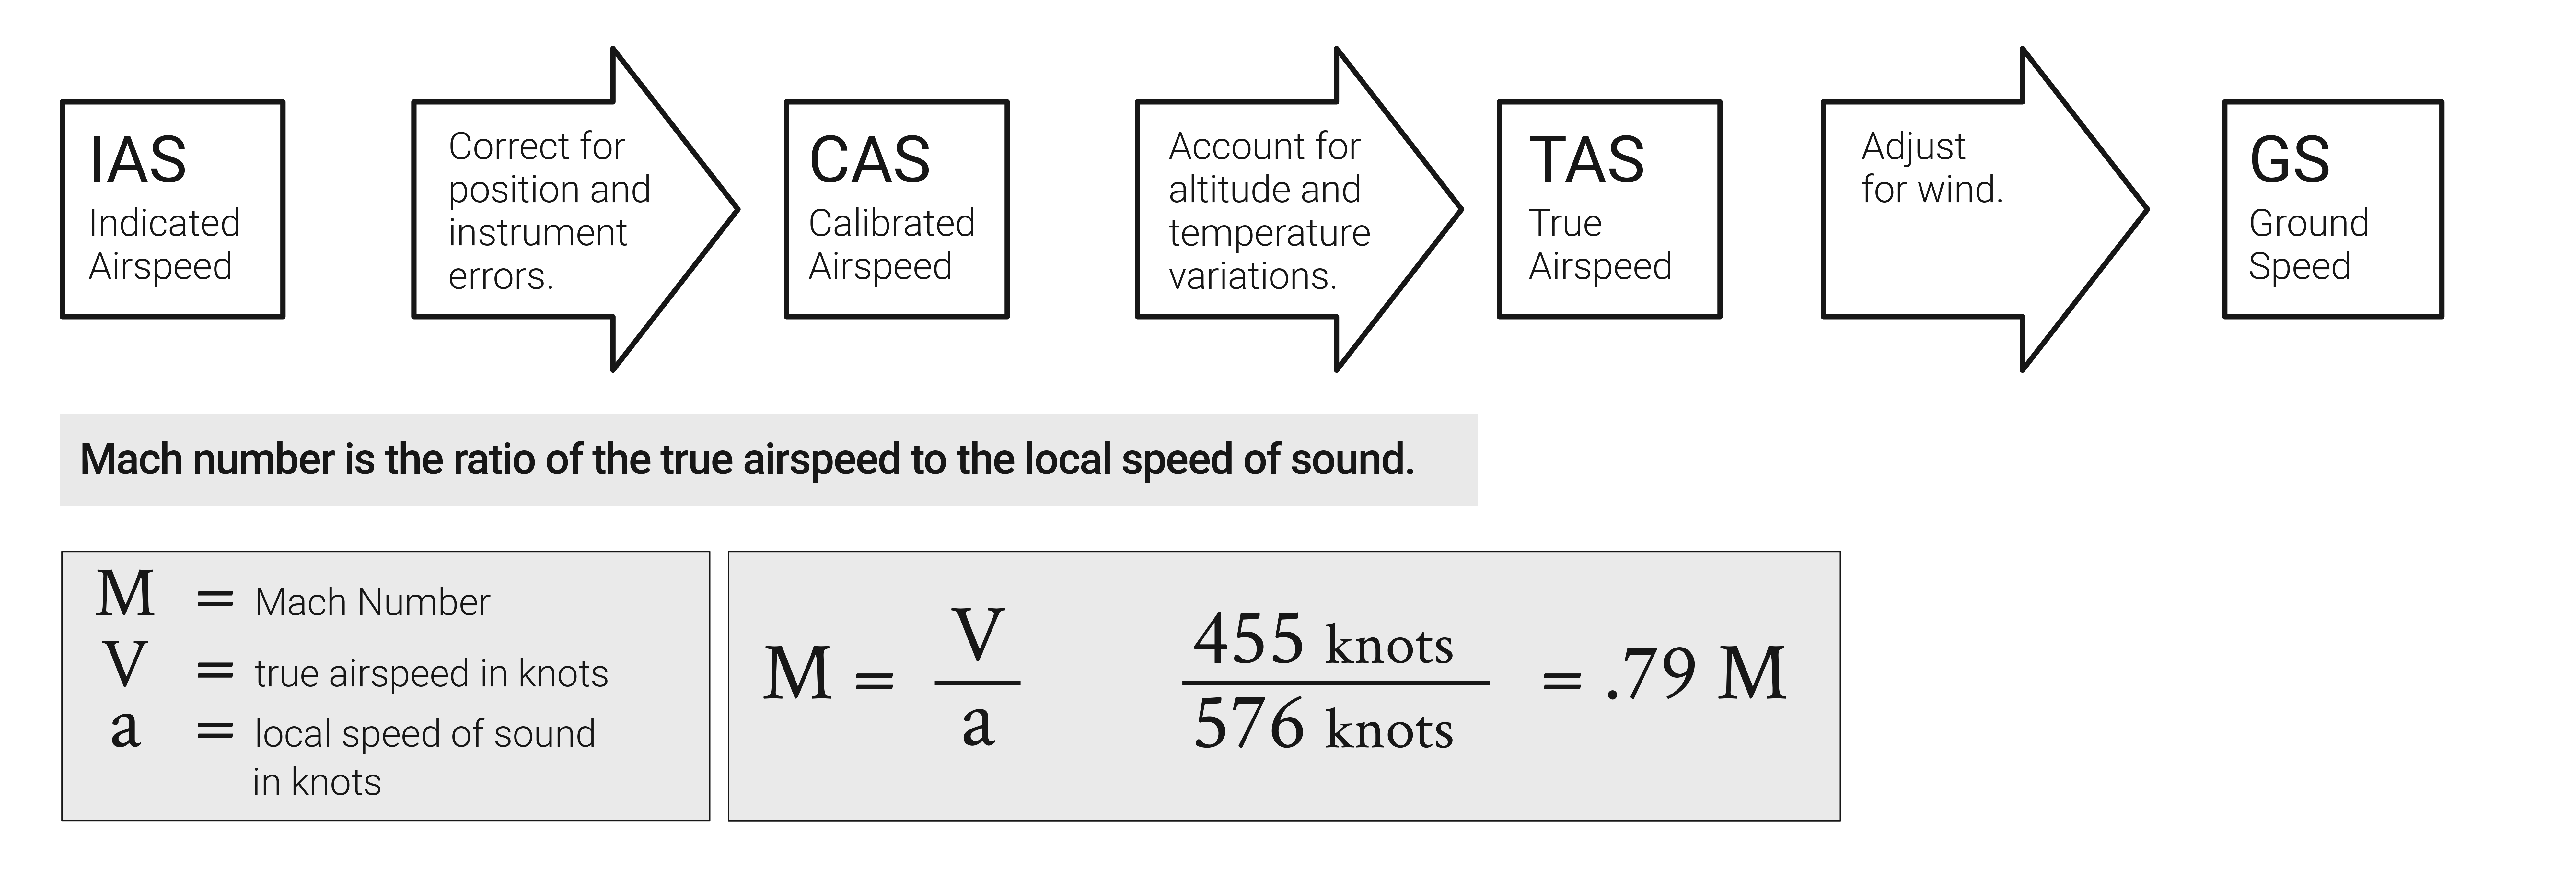 IAS
Indicated
Airspeed
Correct for
position and
instrument
errors.
CAS
Calibrated
Airspeed
Account for
altitude and
temperature
variations.
TAS
True
Airspeed
Adjust
for wind.
GS
Ground
Speed
Mach number is the ratio of the true airspeed to the local speed of sound.
M = Mach Number
V = true airspeed in knots
a = local speed of sound
in knots
M = V / a
455 knots / 576 knots = .79 M